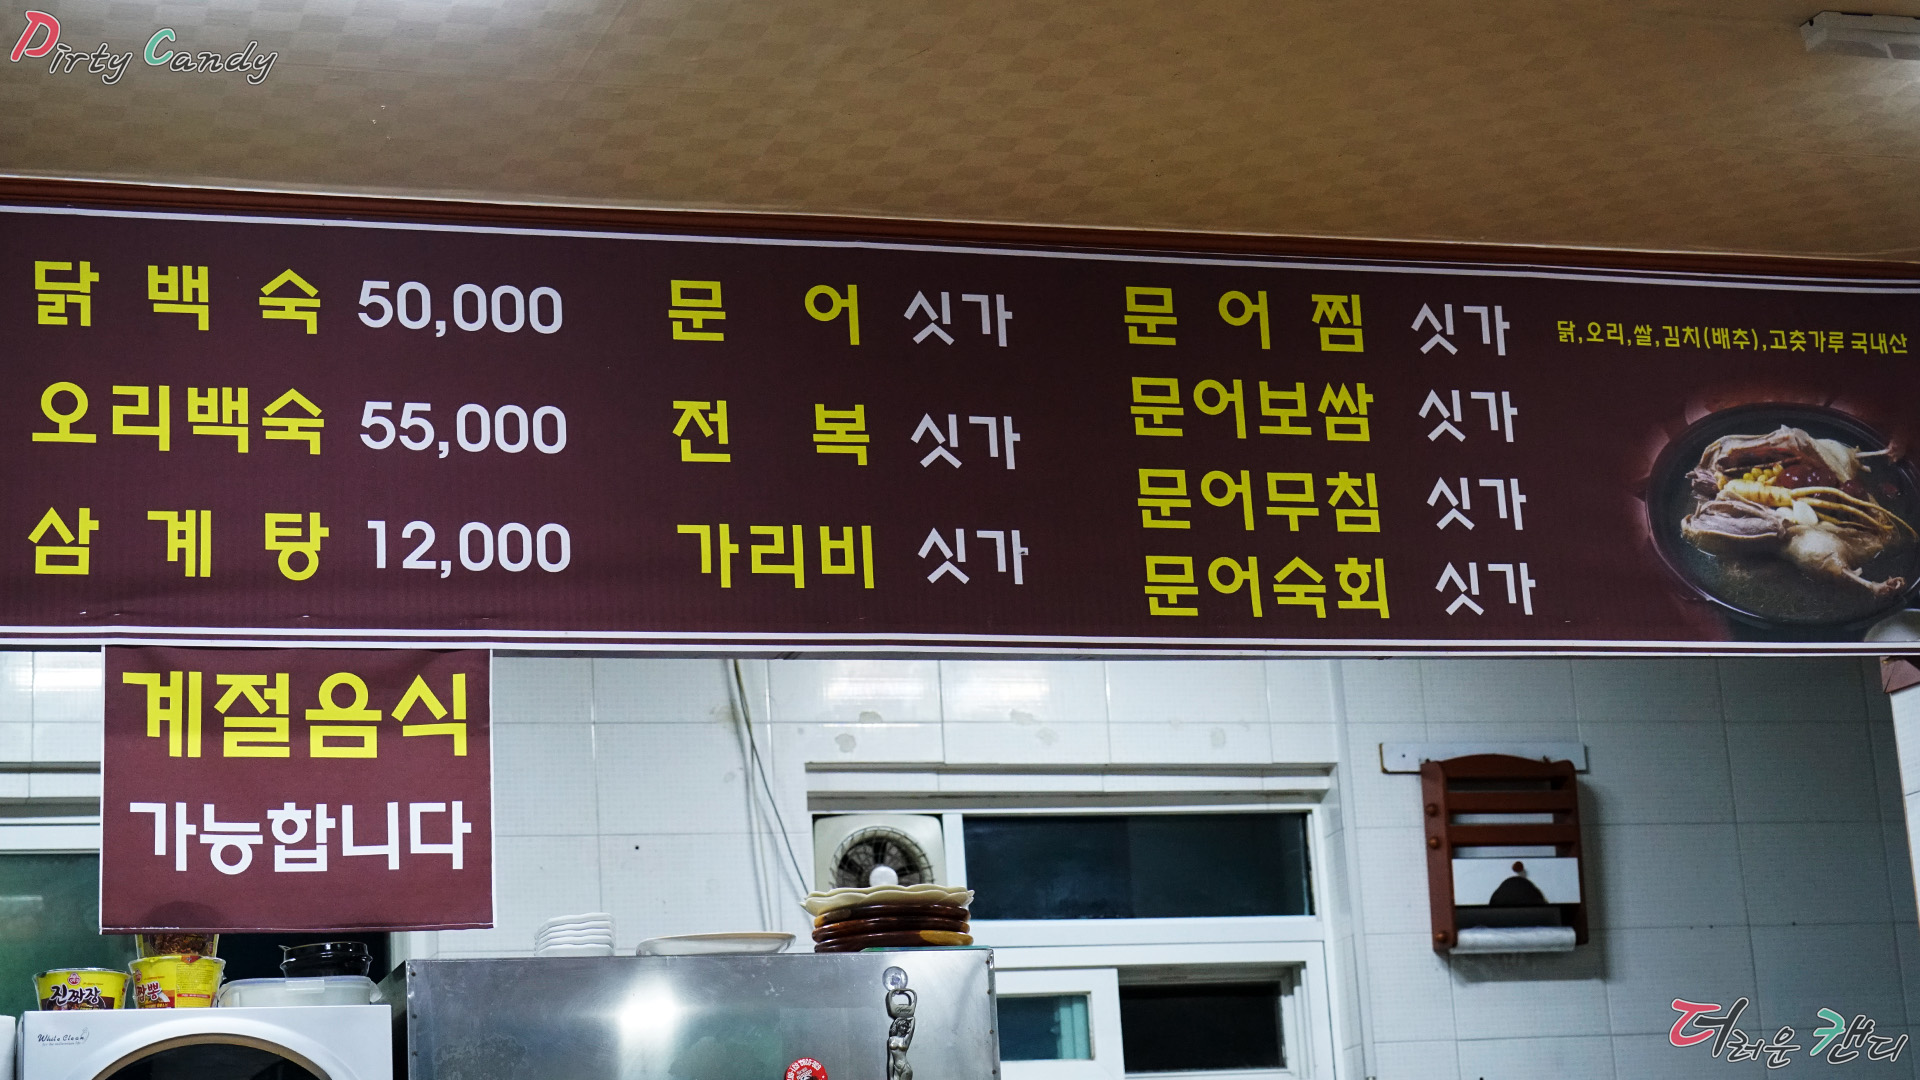 Dirty Candy
닭백숙 50,000
오리백숙 55,000
삼계탕 12,000
문어 싯가
전복 싯가
가리비 싯가
문어찜 싯가
문어보쌈 싯가
문어무침 싯가
문어숙회 싯가
닭,오리,쌀,김치(배추),고춧가루 국내산
계절음식
가능합니다
진짜장
짬뽕
White Clean
더러운 캔디